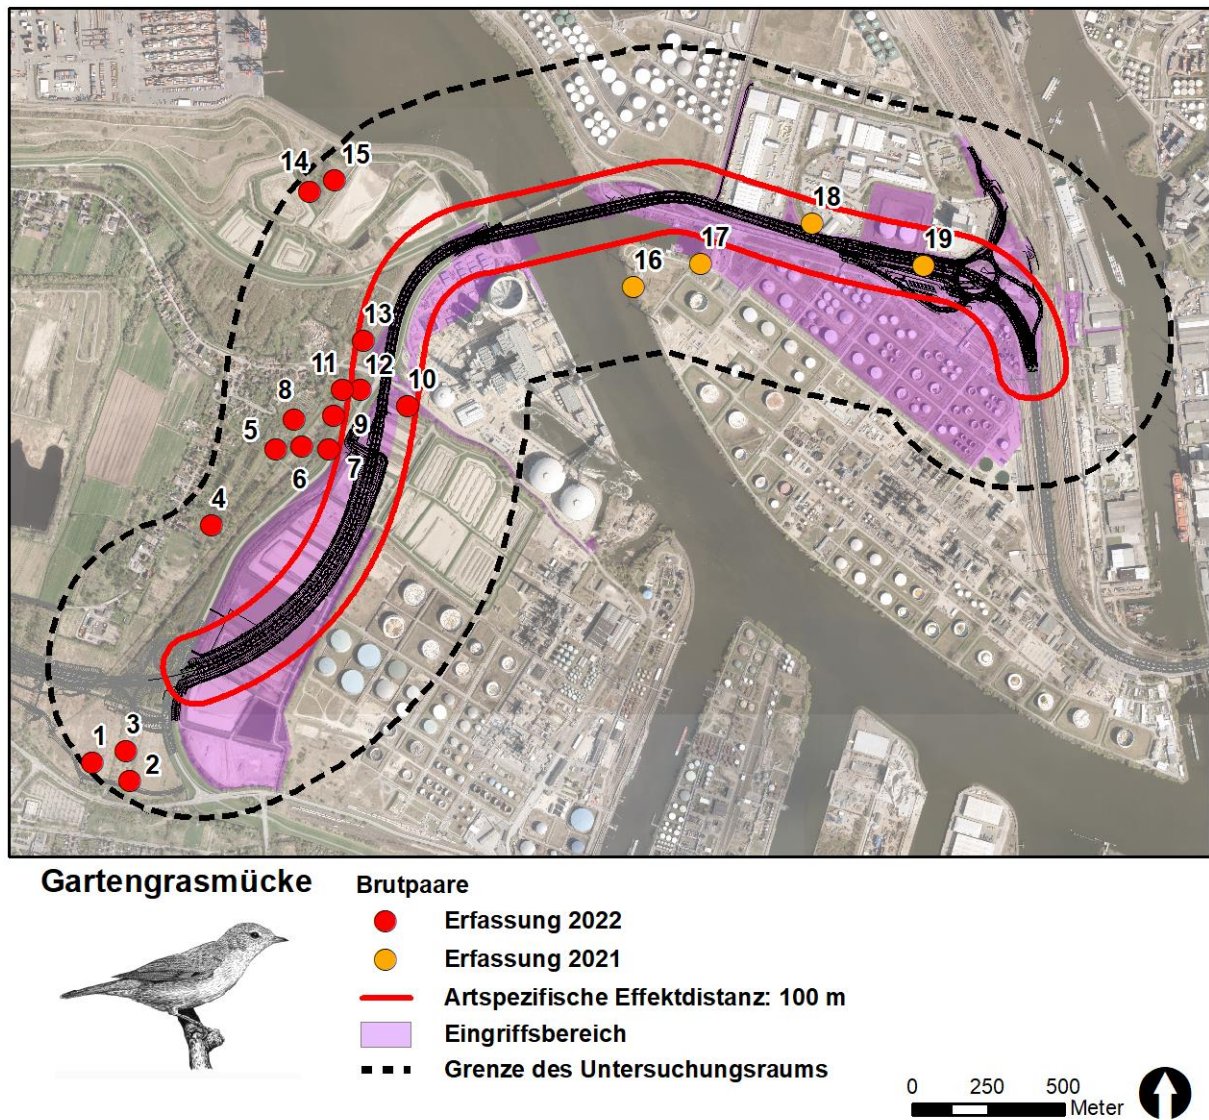 14
15
18
17
19
16
13
11
12
10
8
9
5
6
7
4
3
1
2
Gartengrasmücke
Brutpaare
Erfassung 2022
Erfassung 2021
Artspezifische Effektdistanz: 100 m
Eingriffsbereich
Grenze des Untersuchungsraums
0 250 500
Meter